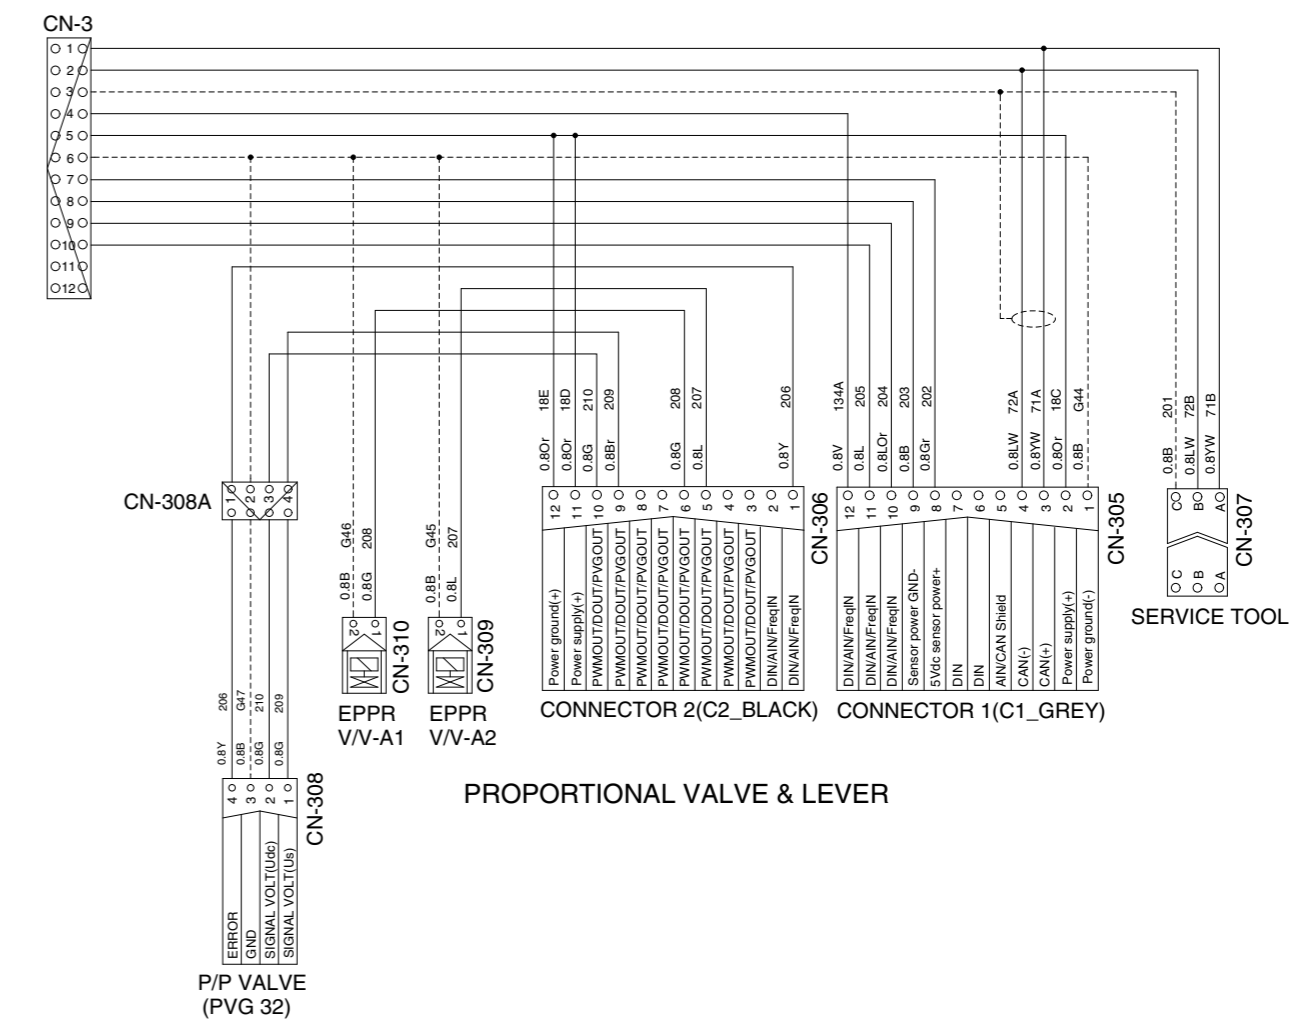 CN-3
1
2
3
4
5
6
7
8
9
10
11
12
18E
18D
210
209
208
207
206
0.8Or
0.8Or
0.8G
0.8Br
0.8G
0.8L
0.8Y
134A
205
204
203
202
72A
71A
18C
G44
0.8V
0.8L
0.8LOr
0.8B
0.8Gr
0.8LW
0.8YW
0.8Or
0.8B
201
72B
71B
0.8B
0.8LW
0.8YW
CN-308A
1
2
3
4
G46
208
0.8B
0.8G
G45
207
0.8B
0.8L
2
1
CN-310
2
1
CN-309
EPPR
V/V-A1
EPPR
V/V-A2
12
11
10
9
8
7
6
5
4
3
2
1
CN-306
Power ground(+)
Power supply(+)
PWMOUT/DOUT/PVGOUT
PWMOUT/DOUT/PVGOUT
PWMOUT/DOUT/PVGOUT
PWMOUT/DOUT/PVGOUT
PWMOUT/DOUT/PVGOUT
PWMOUT/DOUT/PVGOUT
PWMOUT/DOUT/PVGOUT
PWMOUT/DOUT/PVGOUT
DIN/AIN/FreqIN
DIN/AIN/FreqIN
CONNECTOR 2(C2_BLACK)
12
11
10
9
8
7
6
5
4
3
2
1
CN-305
DIN/AIN/FreqIN
DIN/AIN/FreqIN
DIN/AIN/FreqIN
Sensor power GND-
5Vdc sensor power+
DIN
DIN
AIN/CAN Shield
CAN(-)
CAN(+)
Power supply(+)
Power ground(-)
CONNECTOR 1(C1_GREY)
C
B
A
C
B
A
CN-307
SERVICE TOOL
206
G47
210
209
0.8Y
0.8B
0.8G
0.8G
4
3
2
1
CN-308
ERROR
GND
SIGNAL VOLT(Udc)
SIGNAL VOLT(Us)
P/P VALVE
(PVG 32)
PROPORTIONAL VALVE & LEVER